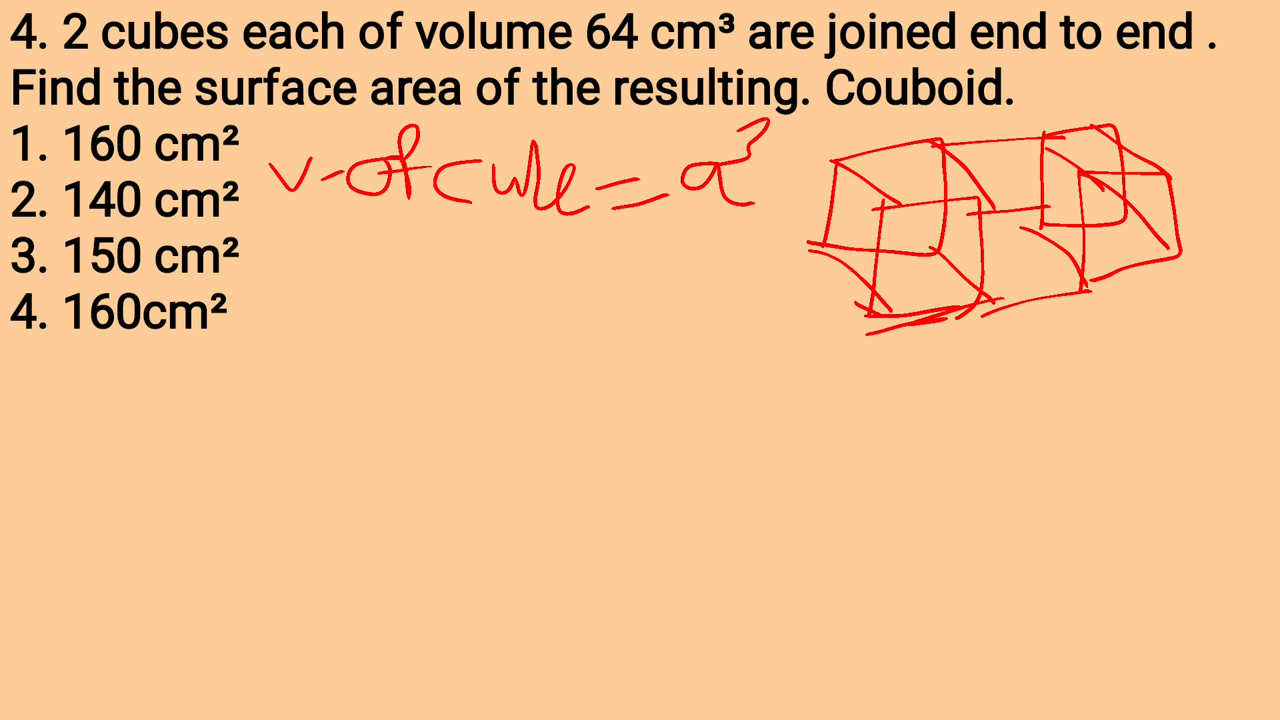 4. 2 cubes each of volume 64 cm³ are joined end to end .
Find the surface area of the resulting. Couboid.
1. 160 cm²
2. 140 cm²
3. 150 cm²
4. 160cm²
v. of cube = a³